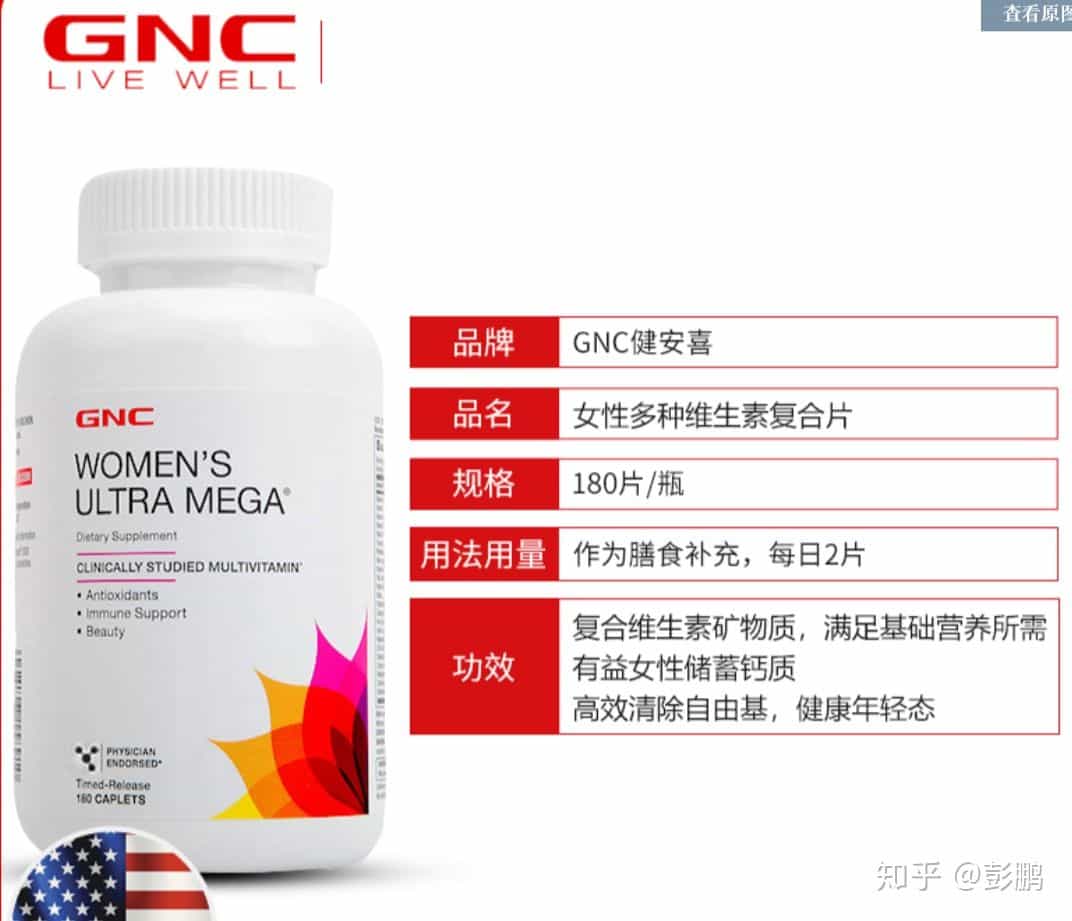 查看原图
GNC
LIVE WELL
GNC
WOMEN'S
ULTRA MEGA®
Dietary Supplement
CLINICALLY STUDIED MULTIVITAMIN*
• Antioxidants
• Immune Support
• Beauty
PHYSICIAN
ENDORSED*
Timed-Release
180 CAPLETS
品牌 GNC健安喜
品名 女性多种维生素复合片
规格 180片/瓶
用法用量 作为膳食补充，每日2片
功效 复合维生素矿物质，满足基础营养所需
有益女性储蓄钙质
高效清除自由基，健康年轻态
知乎 @彭鹏